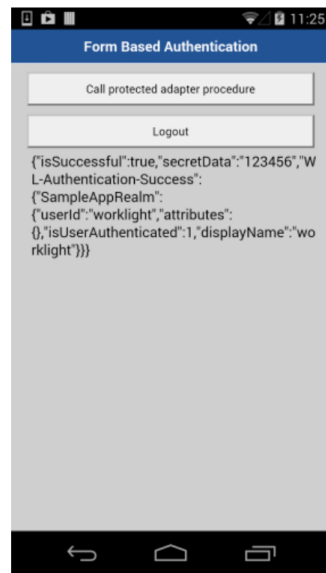 11:25
Form Based Authentication
Call protected adapter procedure
Logout
{"isSuccessful":true,"secretData":"123456","W
L-Authentication-Success":
{"SampleAppRealm":
{"userId":"worklight","attributes":
{},"isUserAuthenticated":1,"displayName":"wo
rklight"}}}